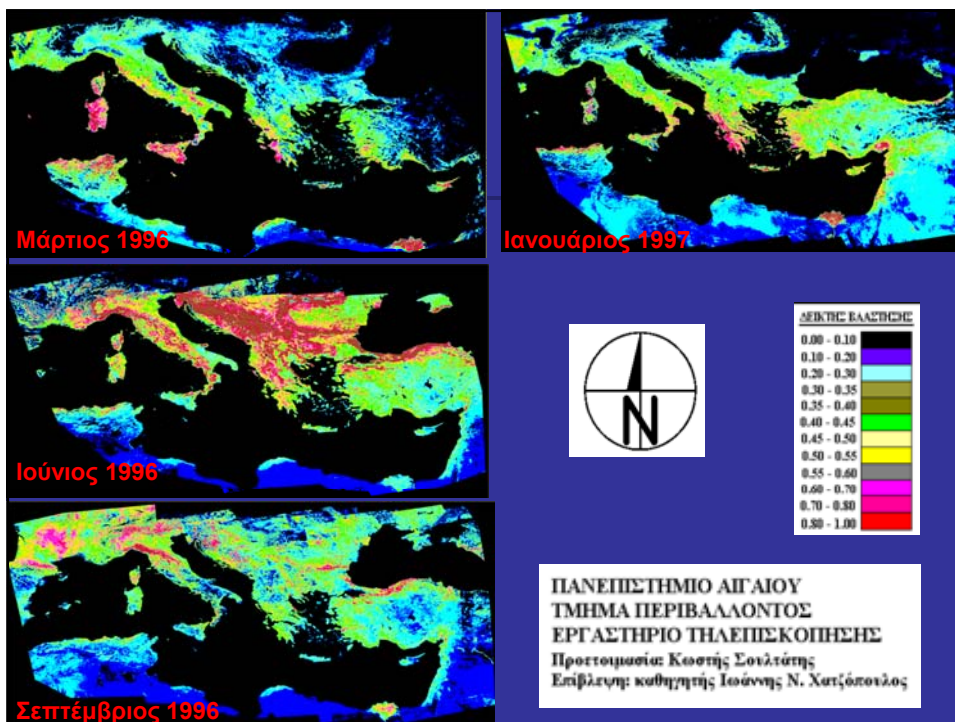 Μάρτιος 1996
Ιανουάριος 1997
Ιούνιος 1996
Σεπτέμβριος 1996
N
ΔΕΙΚΤΗΣ ΒΛΑΣΤΗΣΗΣ
0.00 - 0.10
0.10 - 0.20
0.20 - 0.30
0.30 - 0.35
0.35 - 0.40
0.40 - 0.45
0.45 - 0.50
0.50 - 0.55
0.55 - 0.60
0.60 - 0.70
0.70 - 0.80
0.80 - 1.00
ΠΑΝΕΠΙΣΤΗΜΙΟ ΑΙΓΑΙΟΥ
ΤΜΗΜΑ ΠΕΡΙΒΑΛΛΟΝΤΟΣ
ΕΡΓΑΣΤΗΡΙΟ ΤΗΛΕΠΙΣΚΟΠΗΣΗΣ
Προετοιμασία: Κωστής Σουλτάτης
Επίβλεψη: καθηγητής Ιωάννης Ν. Χατζόπουλος